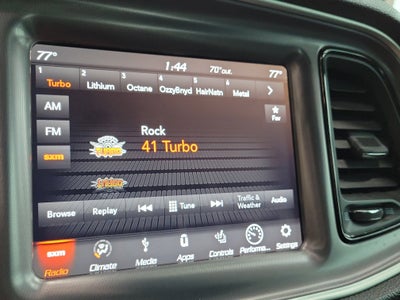 77° 1:44 70°out. 77°
1 2 3 4 5 6
Turbo Lithium Octane OzzyBnyd HairNatn Metal
AM
Fav
FM
Rock
sxm
41 Turbo
TURBO
Browse Replay Tune Traffic & Weather Audio
sxm
Radio Climate Media Apps Controls Performa... Settings